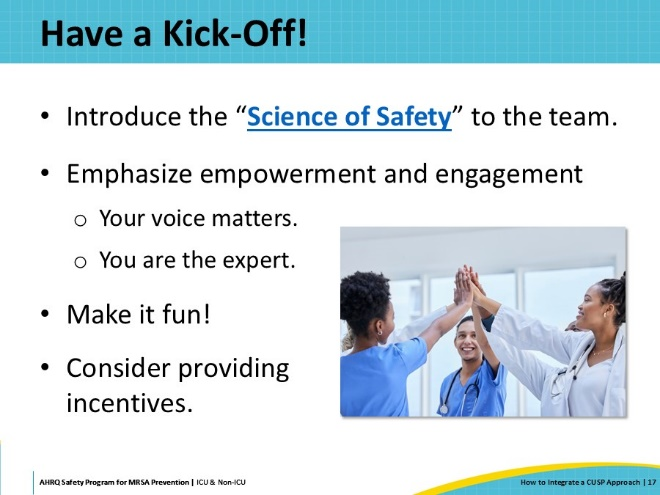 Have a Kick-Off!
• Introduce the “Science of Safety” to the team.
• Emphasize empowerment and engagement
o Your voice matters.
o You are the expert.
• Make it fun!
• Consider providing
incentives.
AHRQ Safety Program for MRSA Prevention | ICU & Non-ICU
How to Integrate a CUSP Approach | 17